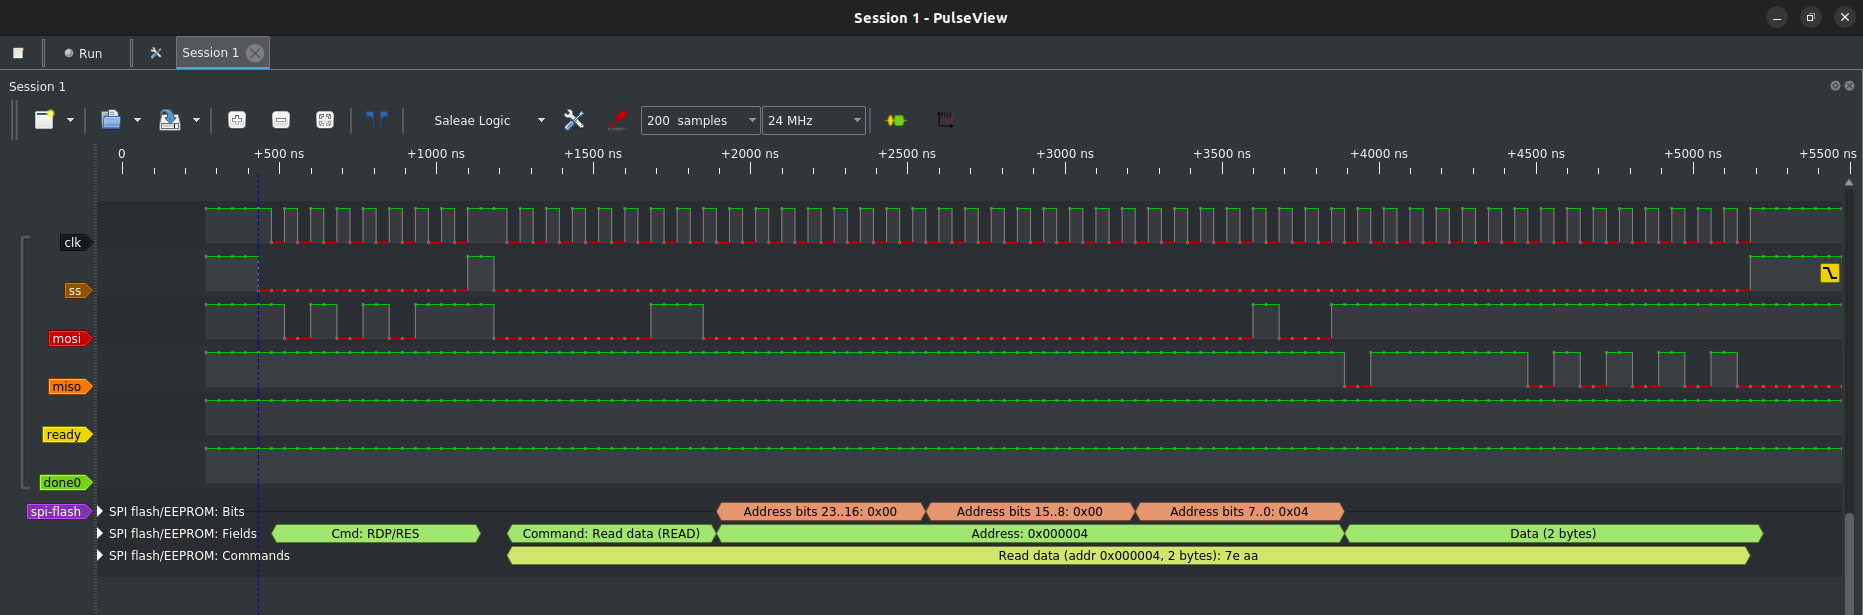 Session 1 - PulseView
Run
Session 1
Session 1
Saleae Logic
200 samples
24 MHz
0 +500 ns +1000 ns +1500 ns +2000 ns +2500 ns +3000 ns +3500 ns +4000 ns +4500 ns +5000 ns +5500 ns
clk
ss
mosi
miso
ready
done0
spi-flash SPI flash/EEPROM: Bits Address bits 23..16: 0x00 Address bits 15..8: 0x00 Address bits 7..0: 0x04
SPI flash/EEPROM: Fields Cmd: RDP/RES Command: Read data (READ) Address: 0x000004 Data (2 bytes)
SPI flash/EEPROM: Commands Read data (addr 0x000004, 2 bytes): 7e aa